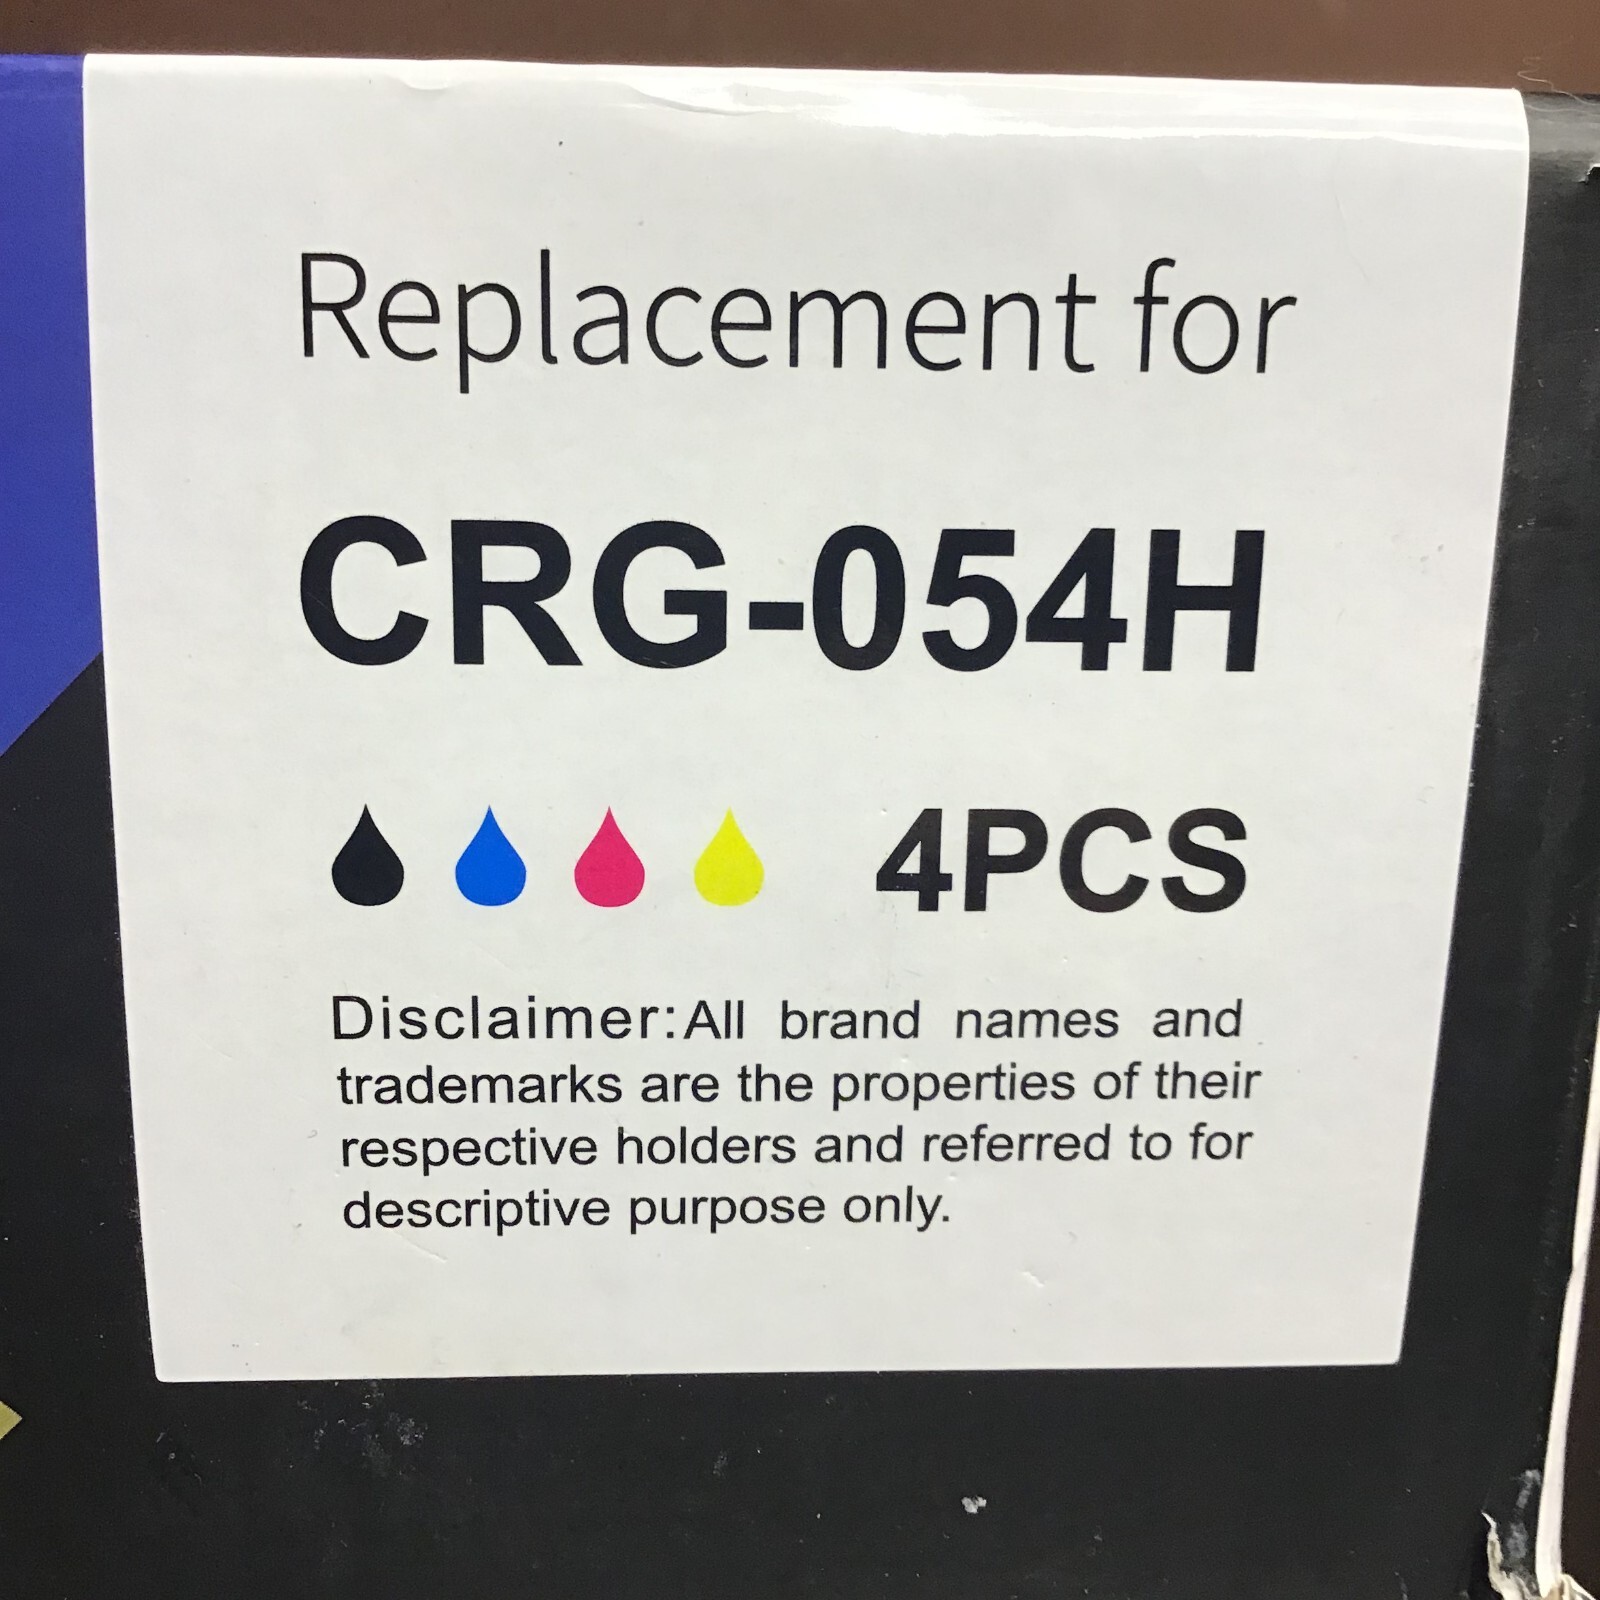 Replacement for
CRG-054H
4PCS
Disclaimer:All brand names and
trademarks are the properties of their
respective holders and referred to for
descriptive purpose only.